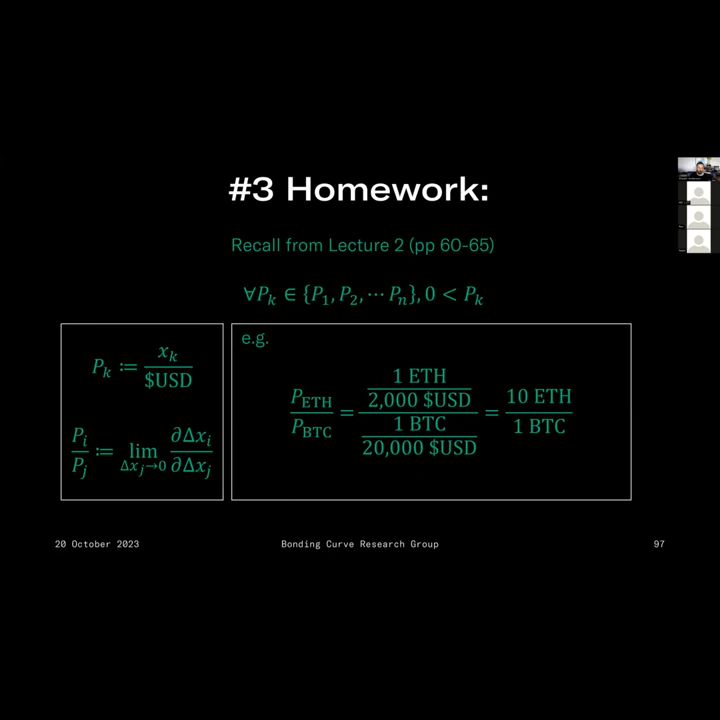 #3 Homework:
Recall from Lecture 2 (pp 60-65)
∀P_k ∈ {P_1, P_2, ⋯ P_n}, 0 < P_k
P_k ≔ x_k / $USD
P_i / P_j ≔ lim_{Δx_j→0} ∂Δx_i / ∂Δx_j
e.g.
P_ETH / P_BTC = (1 ETH / 2,000 $USD) / (1 BTC / 20,000 $USD) = 10 ETH / 1 BTC
20 October 2023 Bonding Curve Research Group 97